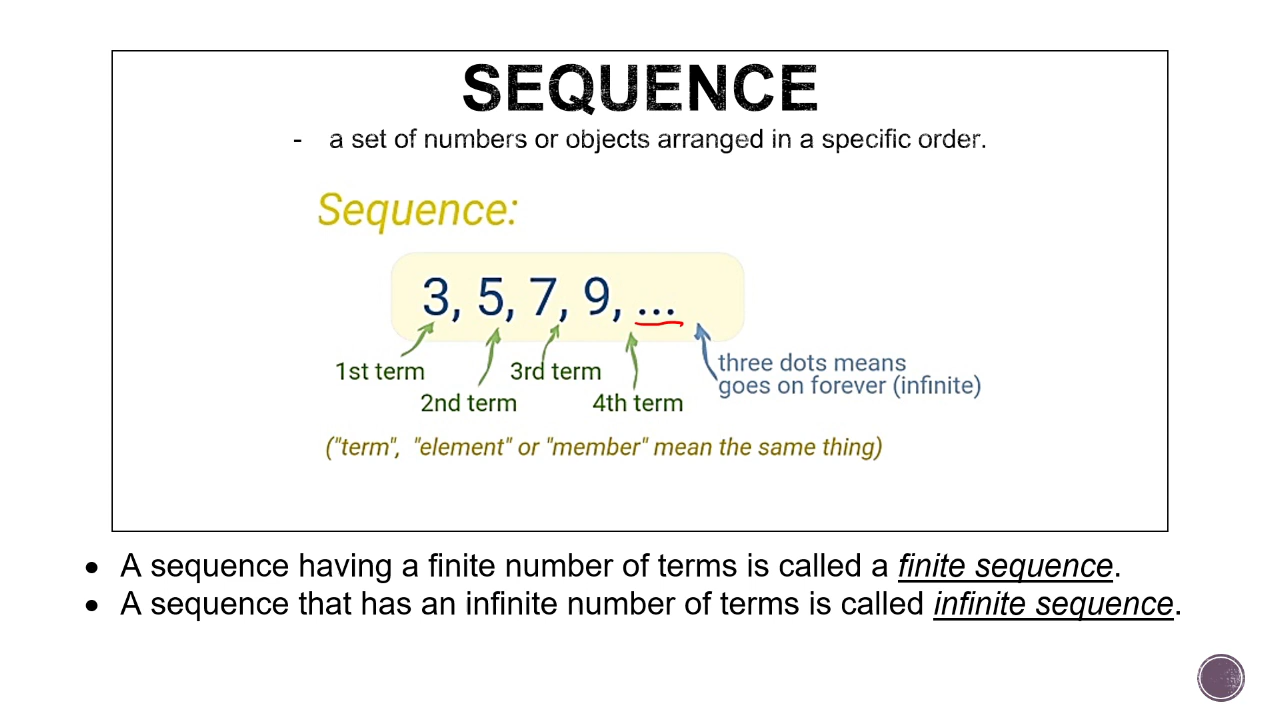 SEQUENCE
- a set of numbers or objects arranged in a specific order.
Sequence:
3, 5, 7, 9, ...
1st term
2nd term
3rd term
4th term
three dots means
goes on forever (infinite)
("term", "element" or "member" mean the same thing)
• A sequence having a finite number of terms is called a finite sequence.
• A sequence that has an infinite number of terms is called infinite sequence.